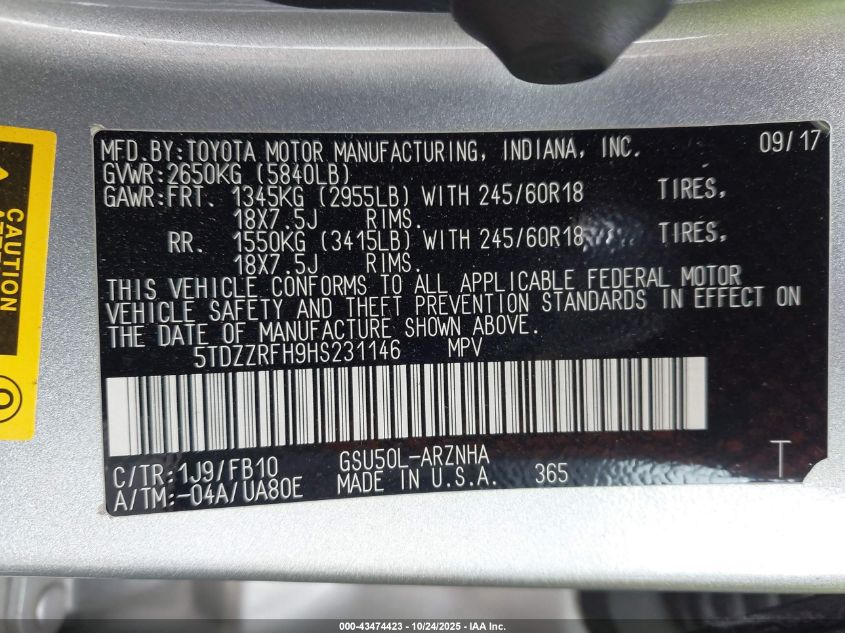 MFD.BY:TOYOTA MOTOR MANUFACTURING, INDIANA, INC. 09/17
GVWR:2650KG (5840LB)
GAWR:FRT. 1345KG (2955LB) WITH 245/60R18 TIRES,
18X7.5J RIMS.
RR. 1550KG (3415LB) WITH 245/60R18 TIRES,
18X7.5J RIMS.
THIS VEHICLE CONFORMS TO ALL APPLICABLE FEDERAL MOTOR
VEHICLE SAFETY AND THEFT PREVENTION STANDARDS IN EFFECT ON
THE DATE OF MANUFACTURE SHOWN ABOVE.
5TDZZRFH9HS231146 MPV
C/TR:1J9/FB10 GSU50L-ARZNHA T
A/TM:-04A/UA80E MADE IN U.S.A. 365
CAUTION
000-43474423 - 10/24/2025 - IAA Inc.